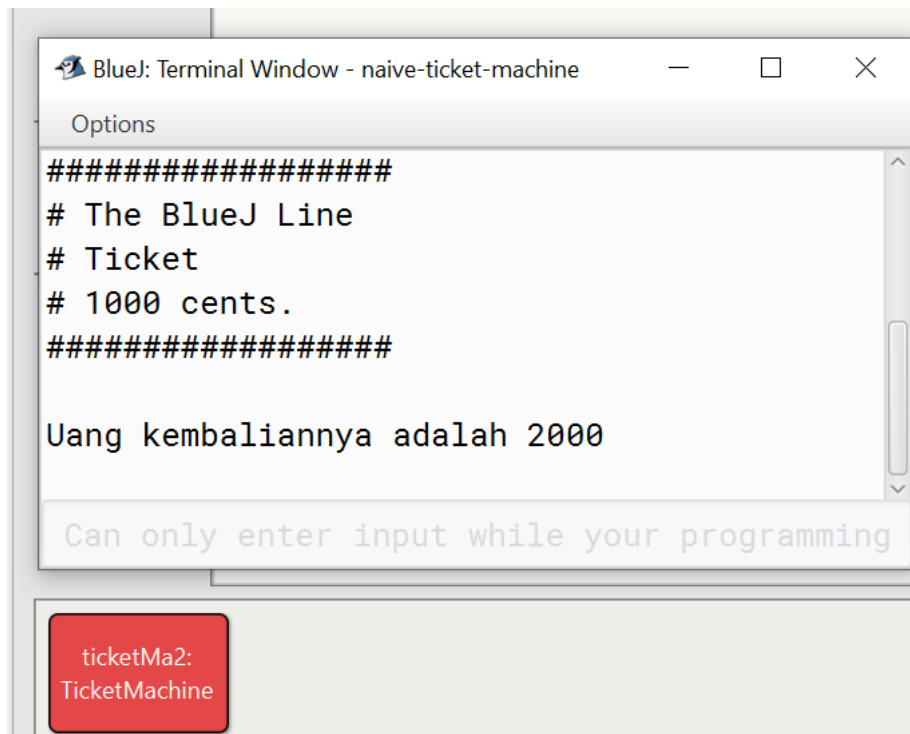 BlueJ: Terminal Window - naive-ticket-machine
Options
##################
# The BlueJ Line
# Ticket
# 1000 cents.
##################
Uang kembaliannya adalah 2000
Can only enter input while your programming
ticketMa2:
TicketMachine